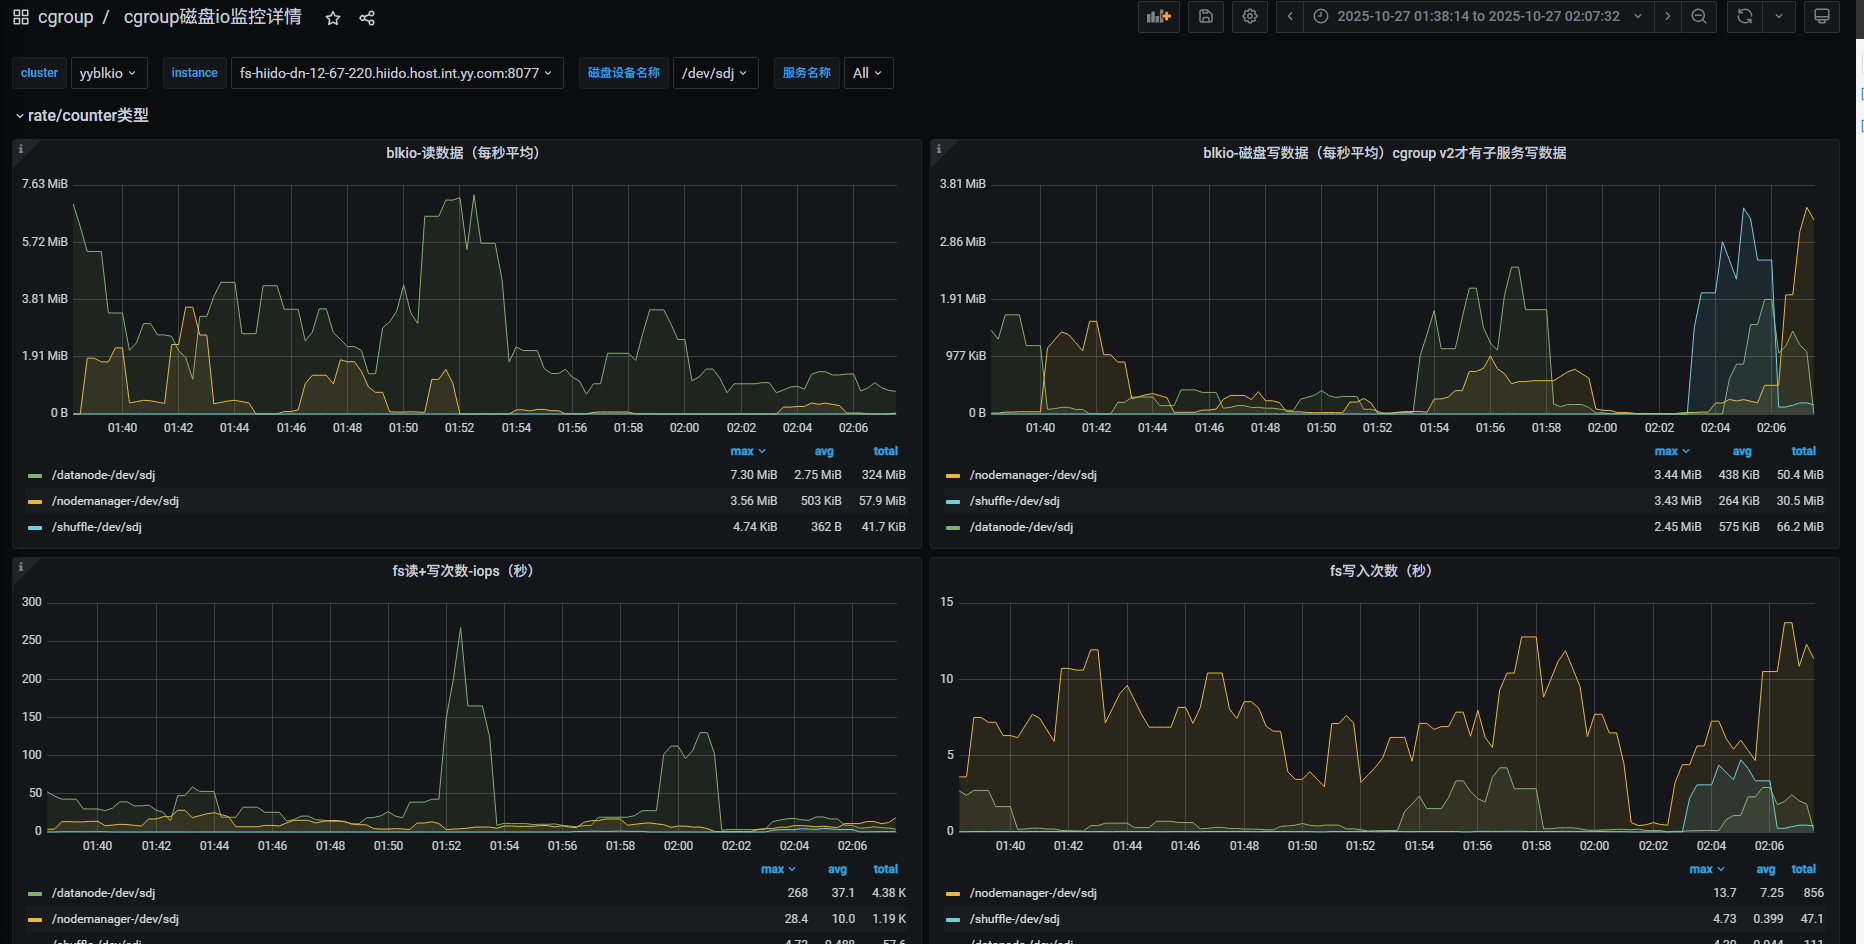 cgroup / cgroup磁盘io监控详情
2025-10-27 01:38:14 to 2025-10-27 02:07:32
cluster yyblkio instance fs-hiido-dn-12-67-220.hiido.host.int.yy.com:8077 磁盘设备名称 /dev/sdj 服务名称 All
rate/counter类型
blkio-读数据（每秒平均）
7.63 MiB
5.72 MiB
3.81 MiB
1.91 MiB
0 B
01:40 01:42 01:44 01:46 01:48 01:50 01:52 01:54 01:56 01:58 02:00 02:02 02:04 02:06
max avg total
/datanode-/dev/sdj 7.30 MiB 2.75 MiB 324 MiB
/nodemanager-/dev/sdj 3.56 MiB 503 KiB 57.9 MiB
/shuffle-/dev/sdj 4.74 KiB 362 B 41.7 KiB
blkio-磁盘写数据（每秒平均）cgroup v2才有子服务写数据
3.81 MiB
2.86 MiB
1.91 MiB
977 KiB
0 B
01:40 01:42 01:44 01:46 01:48 01:50 01:52 01:54 01:56 01:58 02:00 02:02 02:04 02:06
max avg total
/nodemanager-/dev/sdj 3.44 MiB 438 KiB 50.4 MiB
/shuffle-/dev/sdj 3.43 MiB 264 KiB 30.5 MiB
/datanode-/dev/sdj 2.45 MiB 575 KiB 66.2 MiB
fs读+写次数-iops（秒）
300
250
200
150
100
50
0
01:40 01:42 01:44 01:46 01:48 01:50 01:52 01:54 01:56 01:58 02:00 02:02 02:04 02:06
max avg total
/datanode-/dev/sdj 268 37.1 4.38 K
/nodemanager-/dev/sdj 28.4 10.0 1.19 K
/shuffle-/dev/sdj
fs写入次数（秒）
15
10
5
0
01:40 01:42 01:44 01:46 01:48 01:50 01:52 01:54 01:56 01:58 02:00 02:02 02:04 02:06
max avg total
/nodemanager-/dev/sdj 13.7 7.25 856
/shuffle-/dev/sdj 4.73 0.399 47.1
/datanode-/dev/sdj